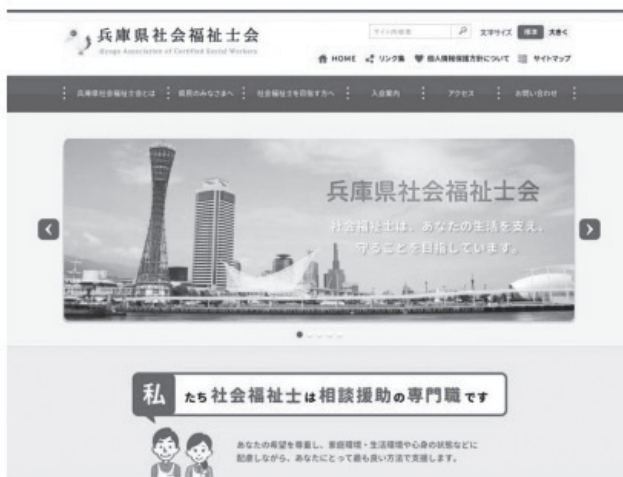 兵庫県社会福祉士会
Hyogo Association of Certified Social Workers
サイト内検索
文字サイズ 標準 大きく
HOME リンク集 個人情報保護方針について サイトマップ
兵庫県社会福祉士会とは 県民のみなさまへ 社会福祉士を目指す方へ 入会案内 アクセス お問い合わせ
兵庫県社会福祉士会
社会福祉士は、あなたの生活を支え、
守ることを目指しています。
私たち社会福祉士は相談援助の専門職です
あなたの希望を尊重し、家庭環境・生活環境や心身の状態などに
配慮しながら、あなたにとって最も良い方法で支援します。